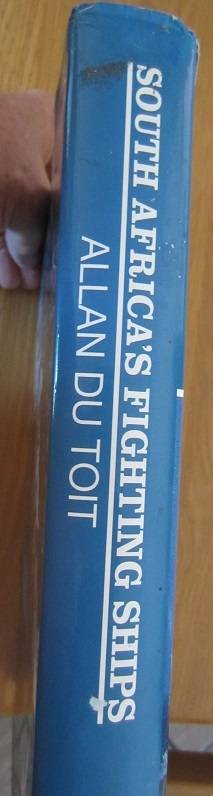 SOUTH AFRICA'S FIGHTING SHIPS
ALLAN DU TOIT